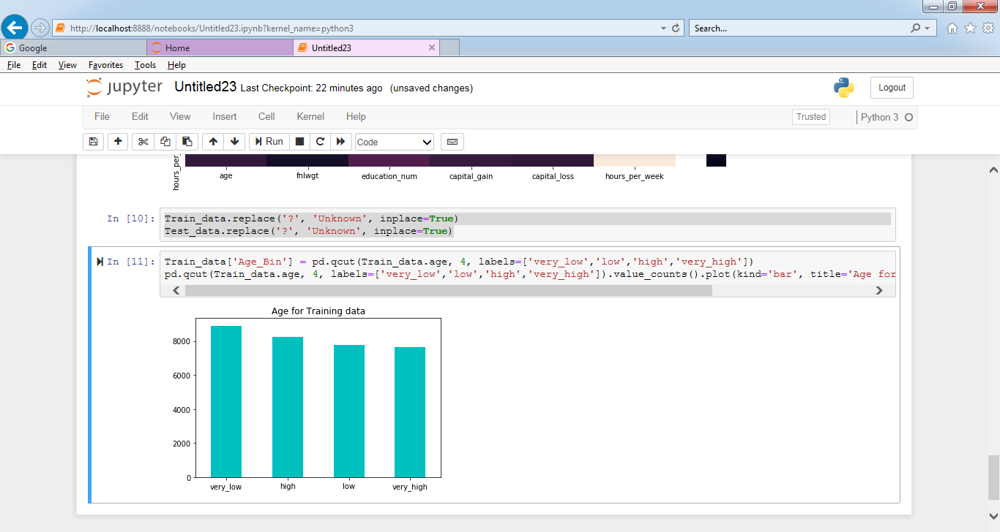 http://localhost:8888/notebooks/Untitled23.ipynb?kernel_name=python3
Search...
Google
Home
Untitled23
File Edit View Favorites Tools Help
jupyter Untitled23 Last Checkpoint: 22 minutes ago (unsaved changes)
Logout
File Edit View Insert Cell Kernel Help
Trusted
Python 3
Run
Code
hours_per_
age fnlwgt education_num capital_gain capital_loss hours_per_week
In [10]: Train_data.replace('?', 'Unknown', inplace=True)
Test_data.replace('?', 'Unknown', inplace=True)
In [11]: Train_data['Age_Bin'] = pd.qcut(Train_data.age, 4, labels=['very_low','low','high','very_high'])
pd.qcut(Train_data.age, 4, labels=['very_low','low','high','very_high']).value_counts().plot(kind='bar', title='Age for
Age for Training data
8000
6000
4000
2000
0
very_low high low very_high